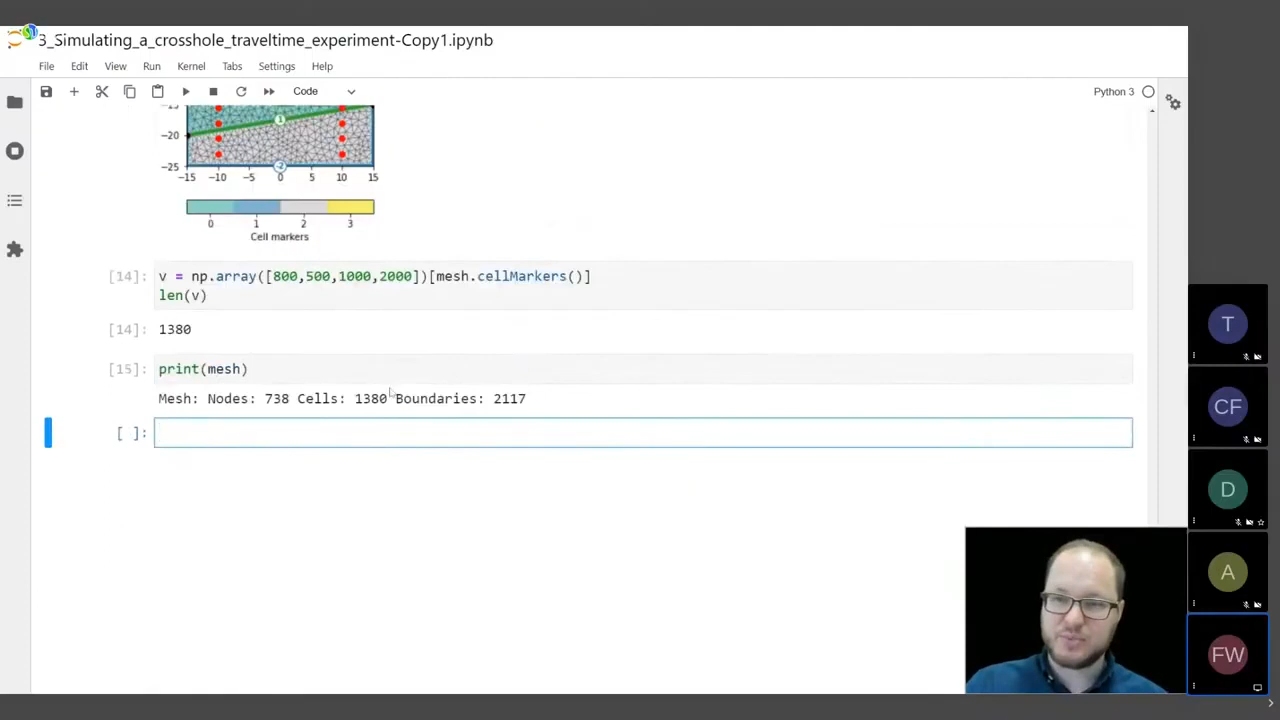 3_Simulating_a_crosshole_traveltime_experiment-Copy1.ipynb
File Edit View Run Kernel Tabs Settings Help
Code
Python 3
1
−20
−25
-2
−15 −10 −5 0 5 10 15
0 1 2 3
Cell markers
[14]: v = np.array([800,500,1000,2000])[mesh.cellMarkers()]
len(v)
[14]: 1380
[15]: print(mesh)
Mesh: Nodes: 738 Cells: 1380 Boundaries: 2117
[ ]:
T
CF
D
A
FW